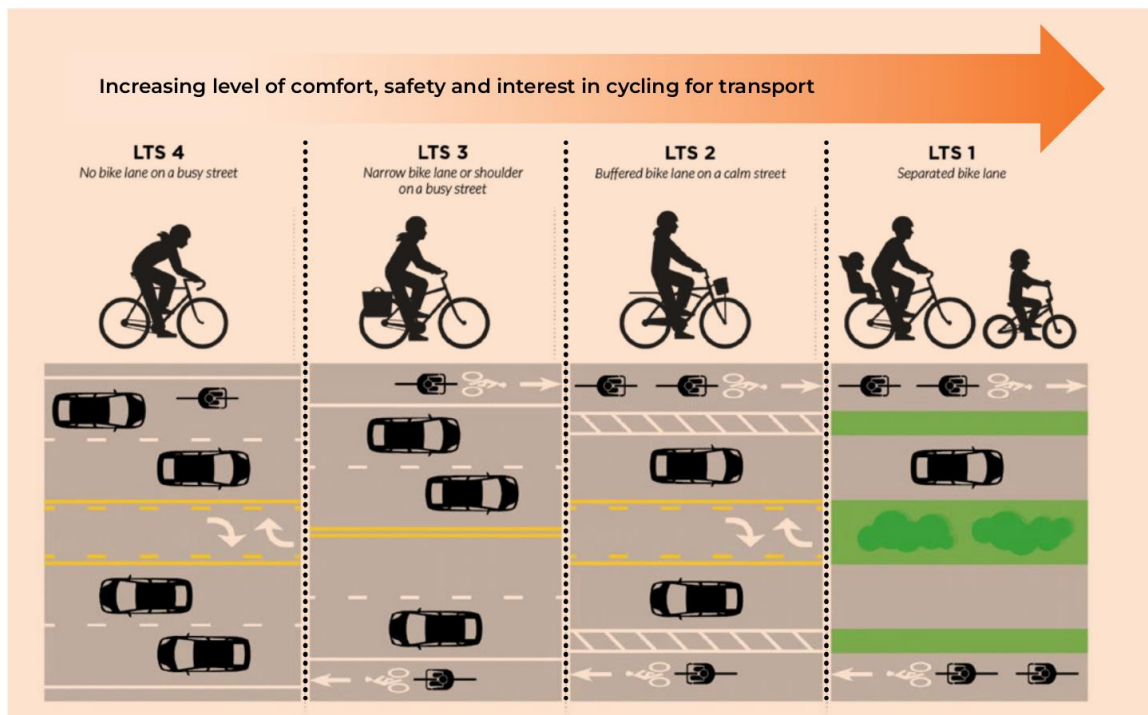 Increasing level of comfort, safety and interest in cycling for transport
LTS 4
No bike lane on a busy street
LTS 3
Narrow bike lane or shoulder
on a busy street
LTS 2
Buffered bike lane on a calm street
LTS 1
Separated bike lane